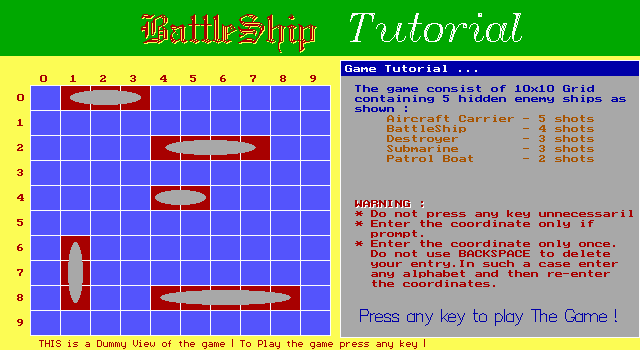 BattleShip Tutorial
0 1 2 3 4 5 6 7 8 9
0
1
2
3
4
5
6
7
8
9
Game Tutorial ...
The game consist of 10x10 Grid
containing 5 hidden enemy ships as
shown :
Aircraft Carrier - 5 shots
BattleShip - 4 shots
Destroyer - 3 shots
Submarine - 3 shots
Patrol Boat - 2 shots
WARNING :
* Do not press any key unnecessaril
* Enter the coordinate only if
prompt.
* Enter the coordinate only once.
Do not use BACKSPACE to delete
your entry.In such a case enter
any alphabet and then re-enter
the coordinates.
Press any key to play The Game !
THIS is a Dummy View of the game | To Play the game press any key |